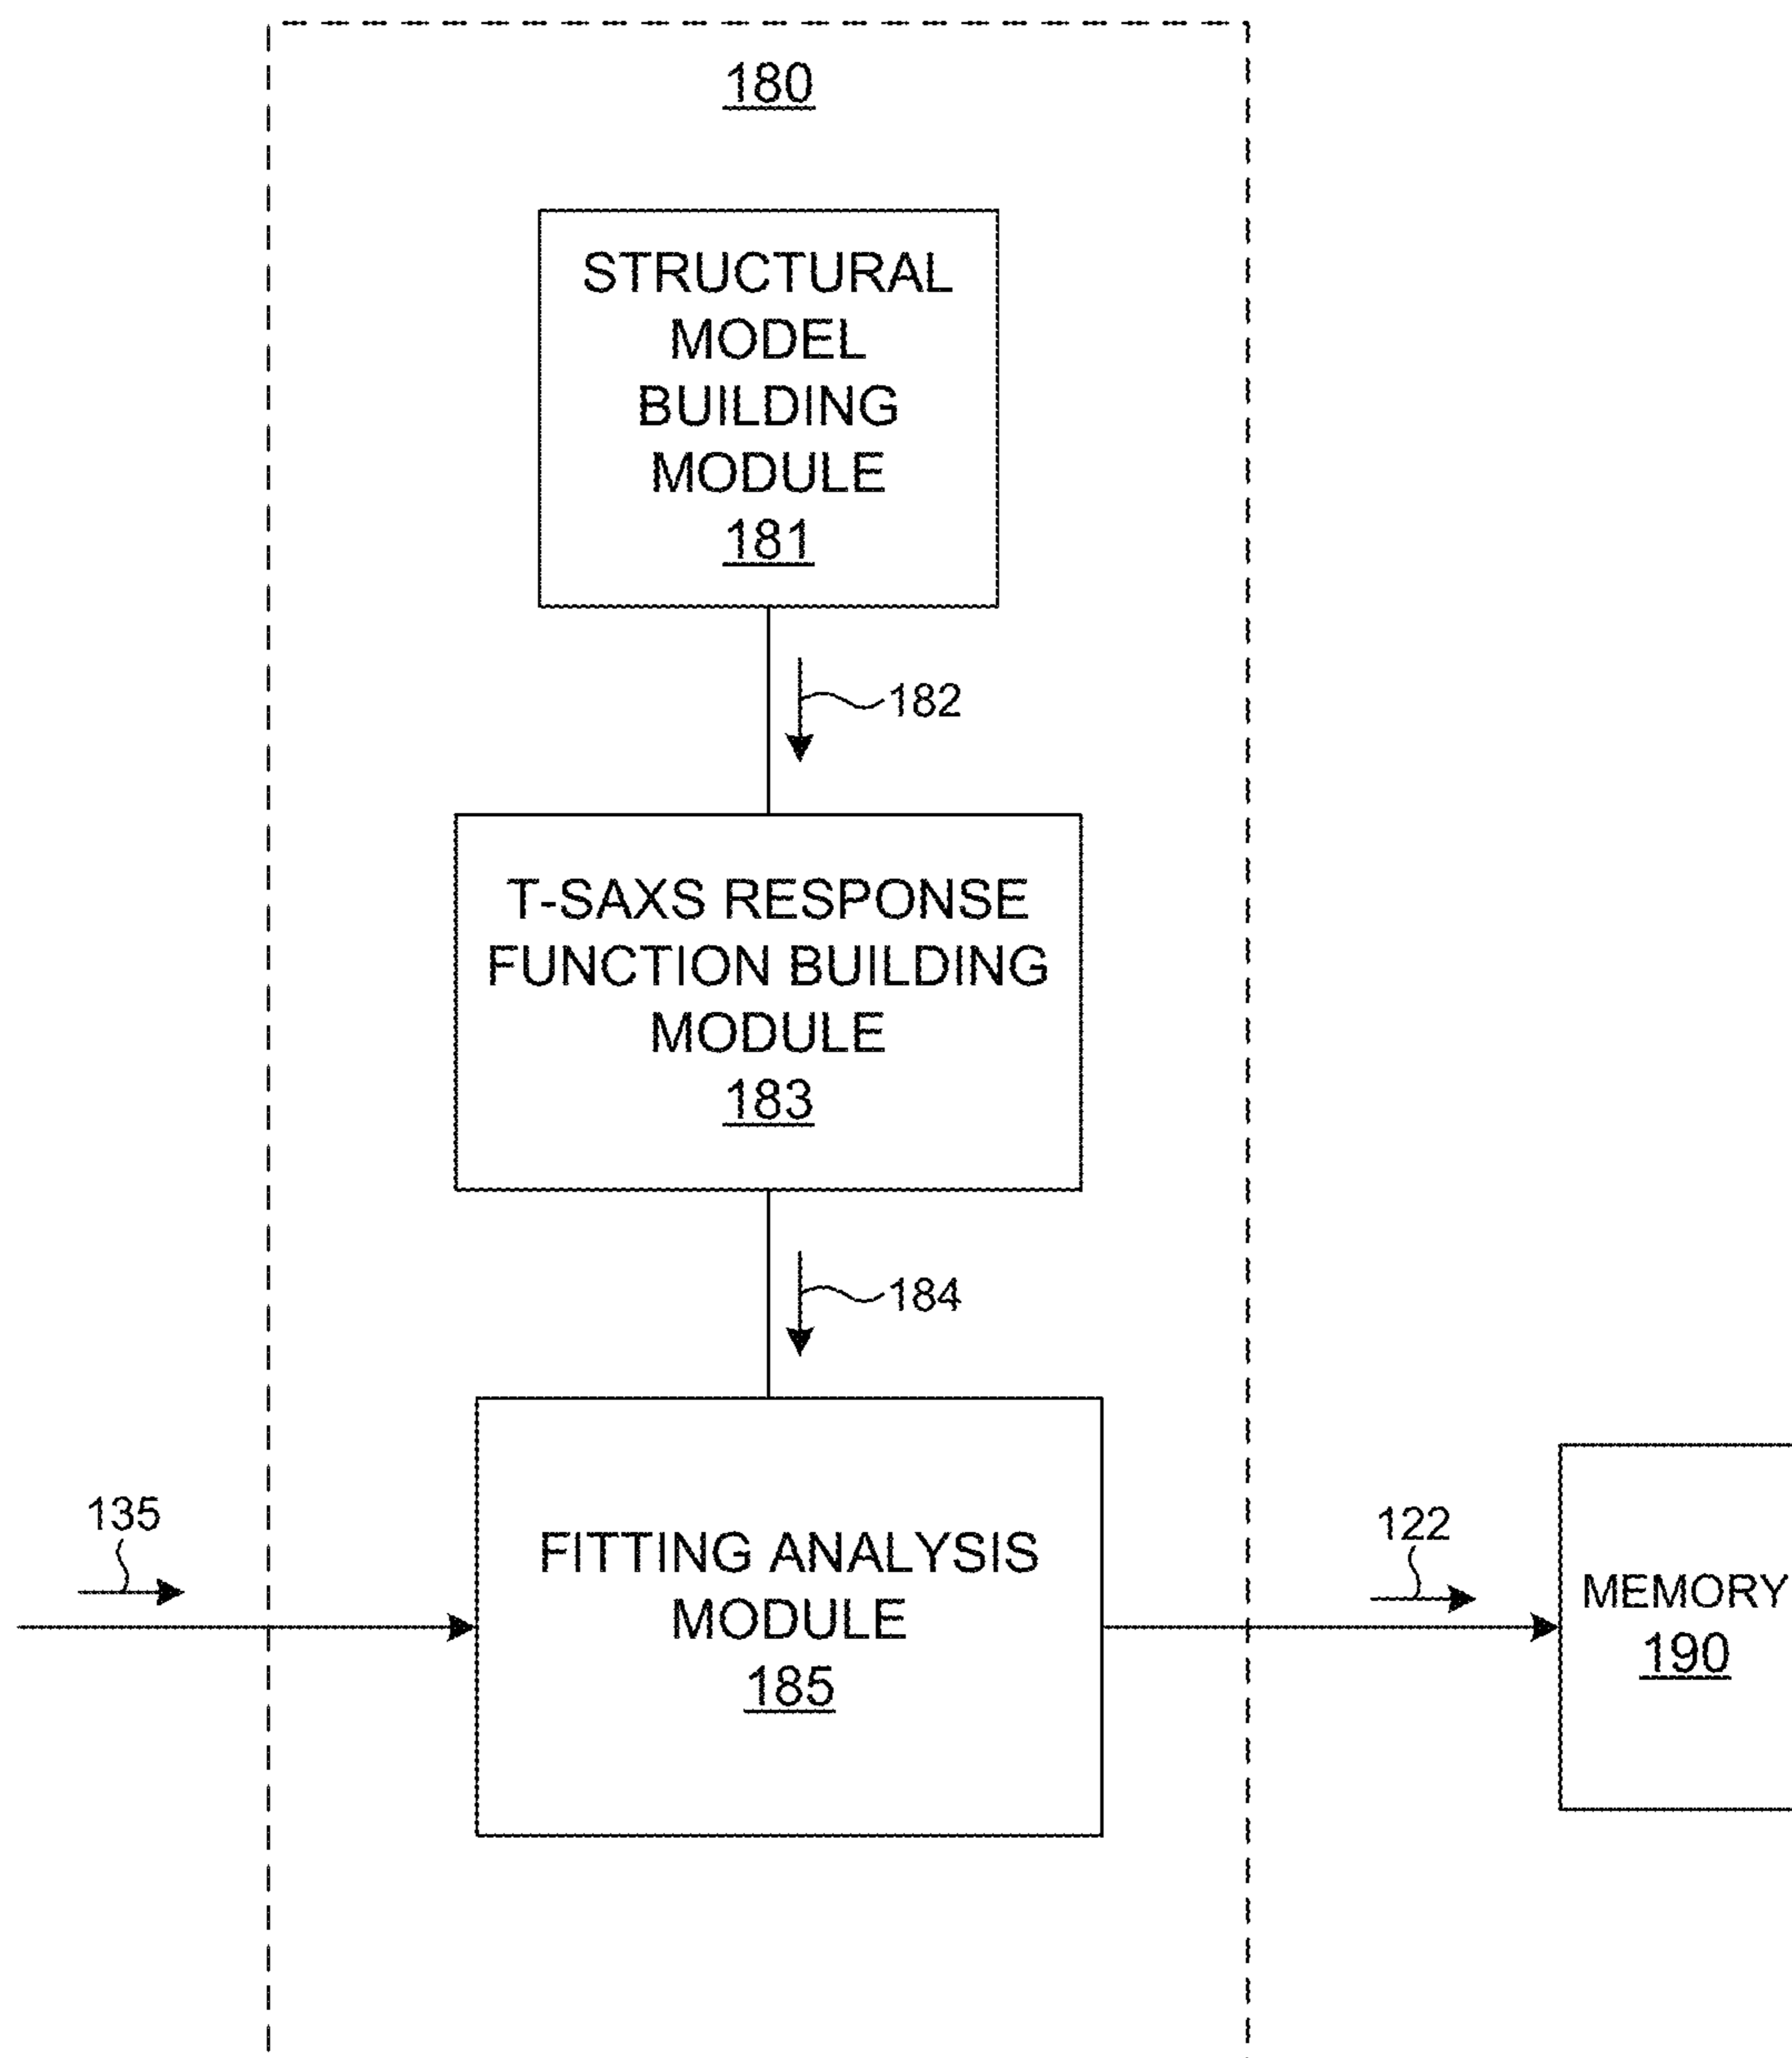 180
STRUCTURAL
MODEL
BUILDING
MODULE
181
182
T-SAXS RESPONSE
FUNCTION BUILDING
MODULE
183
184
135
FITTING ANALYSIS
MODULE
185
122
MEMORY
190